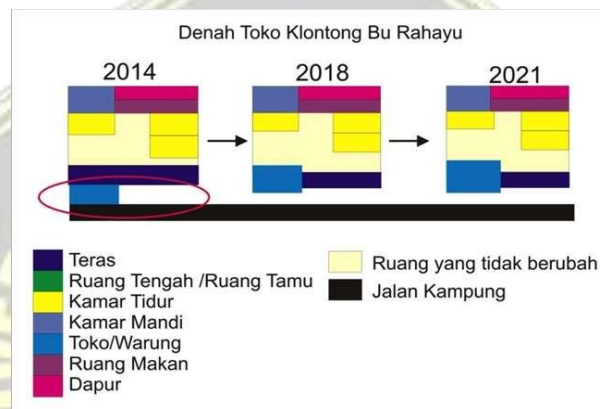 Denah Toko Klontong Bu Rahayu
2014
2018
2021
Teras
Ruang Tengah /Ruang Tamu
Kamar Tidur
Kamar Mandi
Toko/Warung
Ruang Makan
Dapur
Ruang yang tidak berubah
Jalan Kampung